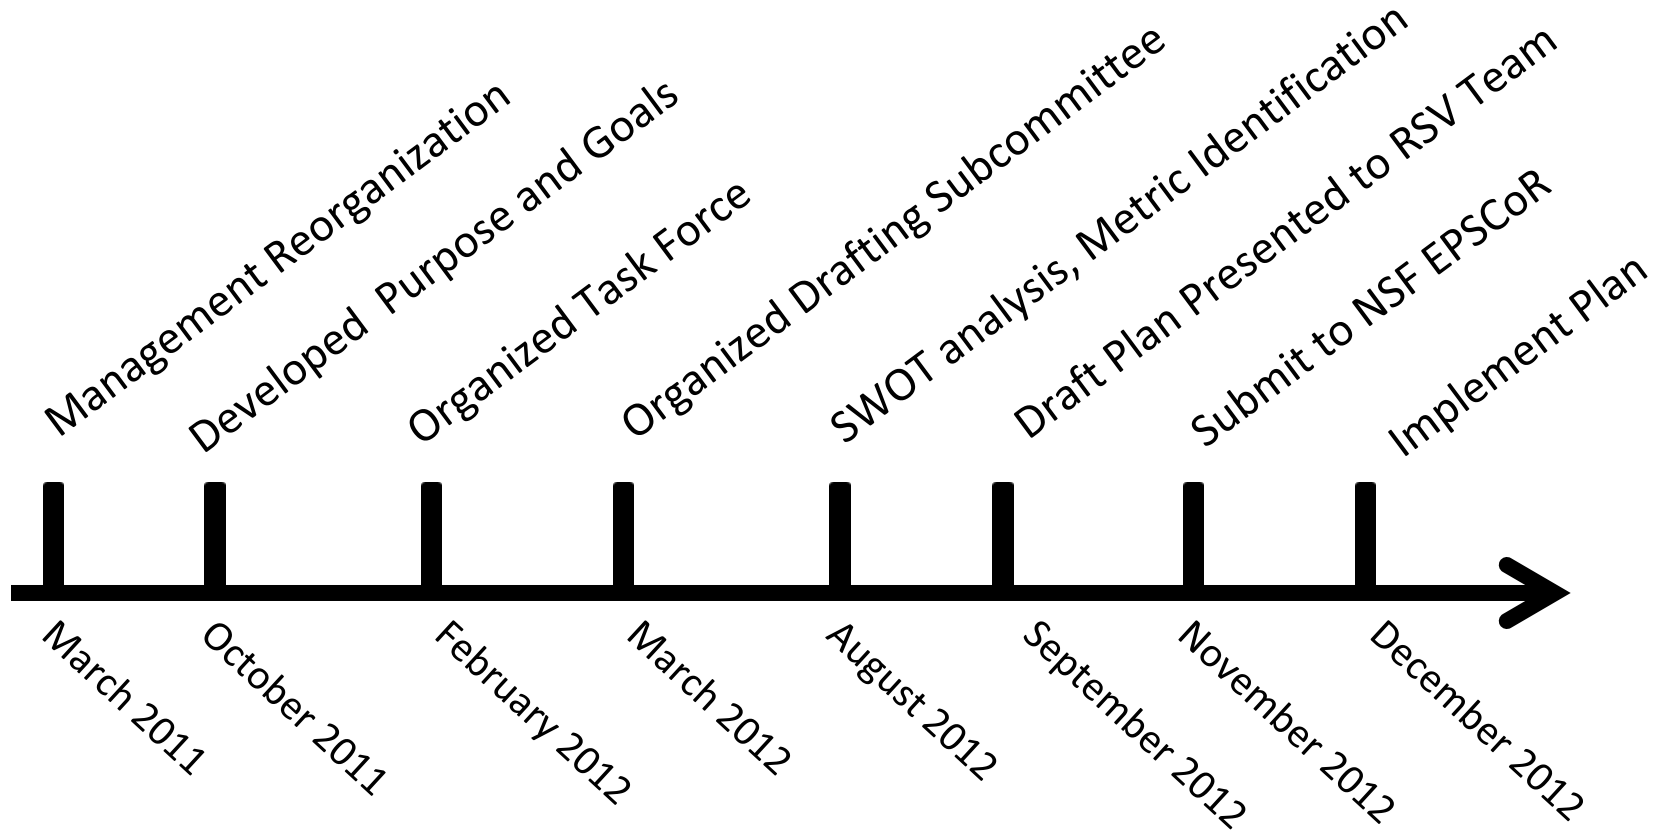 Management Reorganization
Developed Purpose and Goals
Organized Task Force
Organized Drafting Subcommittee
SWOT analysis, Metric Identification
Draft Plan Presented to RSV Team
Submit to NSF EPSCoR
Implement Plan
March 2011
October 2011
February 2012
March 2012
August 2012
September 2012
November 2012
December 2012